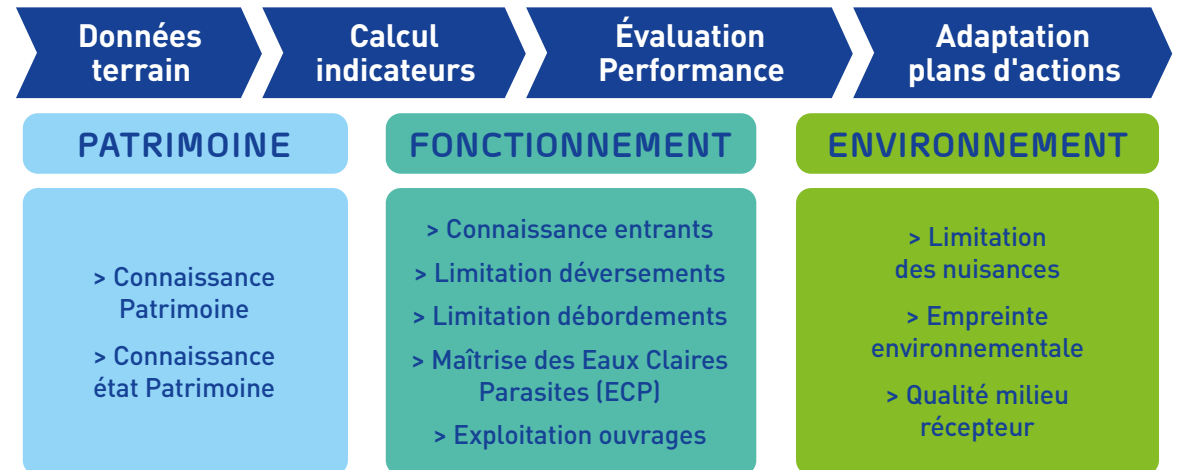 Données
terrain
Calcul
indicateurs
Évaluation
Performance
Adaptation
plans d'actions
PATRIMOINE
> Connaissance
Patrimoine
> Connaissance
état Patrimoine
FONCTIONNEMENT
> Connaissance entrants
> Limitation déversements
> Limitation débordements
> Maîtrise des Eaux Claires
Parasites (ECP)
> Exploitation ouvrages
ENVIRONNEMENT
> Limitation
des nuisances
> Empreinte
environnementale
> Qualité milieu
récepteur